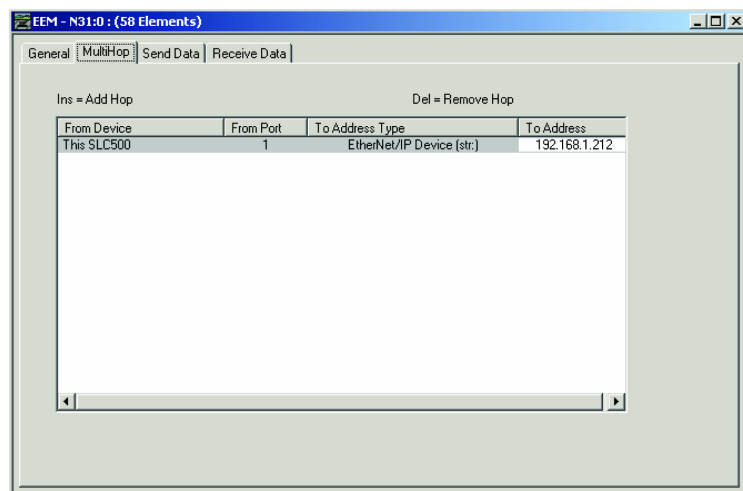 EEM - N31:0 : (58 Elements)
General MultiHop Send Data Receive Data
Ins = Add Hop Del = Remove Hop
From Device From Port To Address Type To Address
This SLC500 1 EtherNet/IP Device (str:) 192.168.1.212